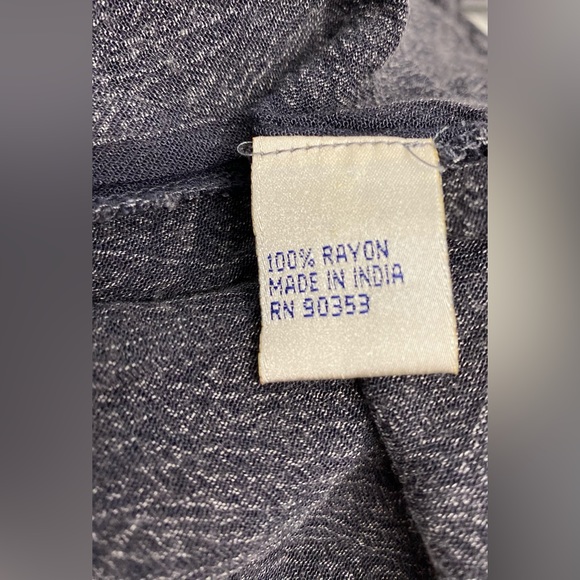 100% RAYON
MADE IN INDIA
RN 90353